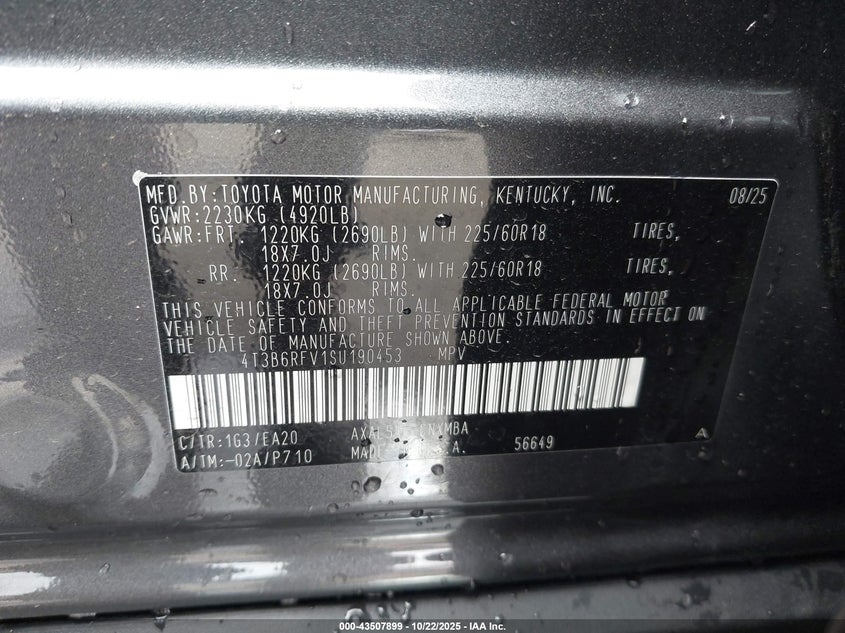 MFD.BY:TOYOTA MOTOR MANUFACTURING, KENTUCKY, INC. 08/25
GVWR:2230KG (4920LB)
GAWR:FRT. 1220KG (2690LB) WITH 225/60R18 TIRES,
18X7.0J RIMS.
RR. 1220KG (2690LB) WITH 225/60R18 TIRES,
18X7.0J RIMS.
THIS VEHICLE CONFORMS TO ALL APPLICABLE FEDERAL MOTOR
VEHICLE SAFETY AND THEFT PREVENTION STANDARDS IN EFFECT ON
THE DATE OF MANUFACTURE SHOWN ABOVE.
4T3B6RFV1SU190453 MPV
C/TR:1G3/EA20
A/TM:-02A/P710 56649 A
000-43507899 - 10/22/2025 - IAA Inc.